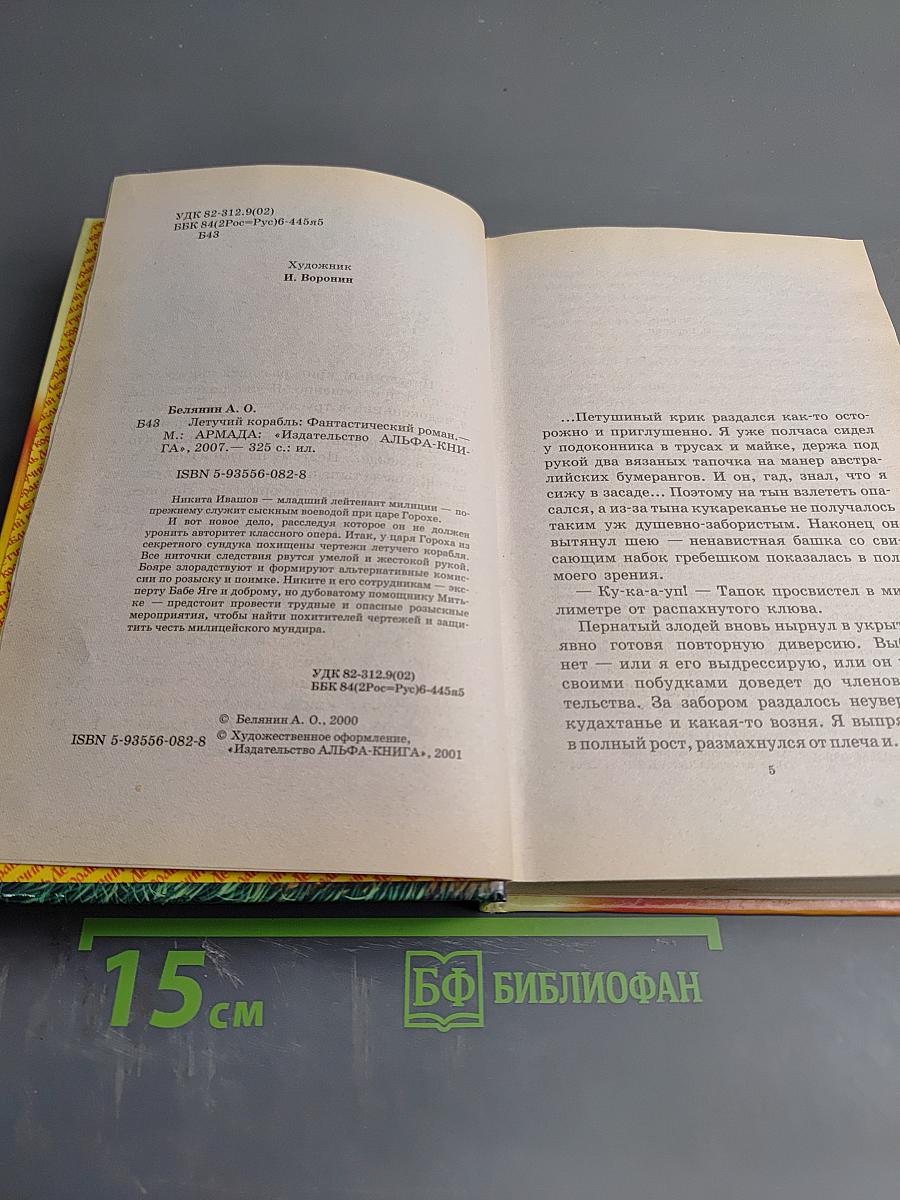 УДК 82-312.9(02)
ББК 84(2Рос=Рус)6-445я5
Б43
Художник
И. Воронин
Белянин А. О.
Б43 Летучий корабль: Фантастический роман.—
М.: АРМАДА: «Издательство АЛЬФА-КНИ-
ГА», 2007.— 325 с.: ил.
ISBN 5-93556-082-8
Никита Ивашов — младший лейтенант милиции — по-
прежнему служит сыскным воеводой при царе Горохе.
И вот новое дело, расследуя которое он не должен
уронить авторитет классного опера. Итак, у царя Гороха из
секретного сундука похищены чертежи летучего корабля.
Все ниточки следствия рвутся умелой и жестокой рукой.
Бояре злорадствуют и формируют альтернативные комис-
сии по розыску и поимке. Никите и его сотрудникам — экс-
перту Бабе Яге и доброму, но дубоватому помощнику Мить-
ке — предстоит провести трудные и опасные розыскные
мероприятия, чтобы найти похитителей чертежей и защи-
тить честь милицейского мундира.
УДК 82-312.9(02)
ББК 84(2Рос=Рус)6-445я5
© Белянин А. О., 2000
© Художественное оформление,
ISBN 5-93556-082-8 «Издательство АЛЬФА-КНИГА», 2001
...Петушиный крик раздался как-то осто-
рожно и приглушенно. Я уже полчаса сидел
у подоконника в трусах и майке, держа под
рукой два вязаных тапочка на манер австра-
лийских бумерангов. И он, гад, знал, что я
сижу в засаде... Поэтому на тын взлететь опа-
сался, а из-за тына кукареканье не получалось
таким уж душевно-забористым. Наконец он
вытянул шею — ненавистная башка со сви-
сающим набок гребешком показалась в пол
моего зрения.
— Ку-ка-а-уп! — Тапок просвистел в ми
лиметре от распахнутого клюва.
Пернатый злодей вновь нырнул в укрыт
явно готовя повторную диверсию. Выб
нет — или я его выдрессирую, или он
своими побудками доведет до членов
тельства. За забором раздалось неувер
кудахтанье и какая-то возня. Я выпря
в полный рост, размахнулся от плеча и.
5
15 см
БФ БИБЛИОФАН